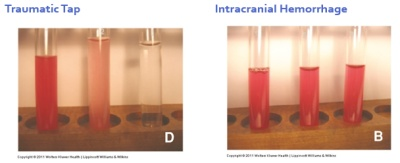 Traumatic Tap
Intracranial Hemorrhage
D
B
Copyright © 2011 Wolters Kluwer Health | Lippincott Williams & Wilkins
Copyright © 2011 Wolters Kluwer Health | Lippincott Williams & Wilkins